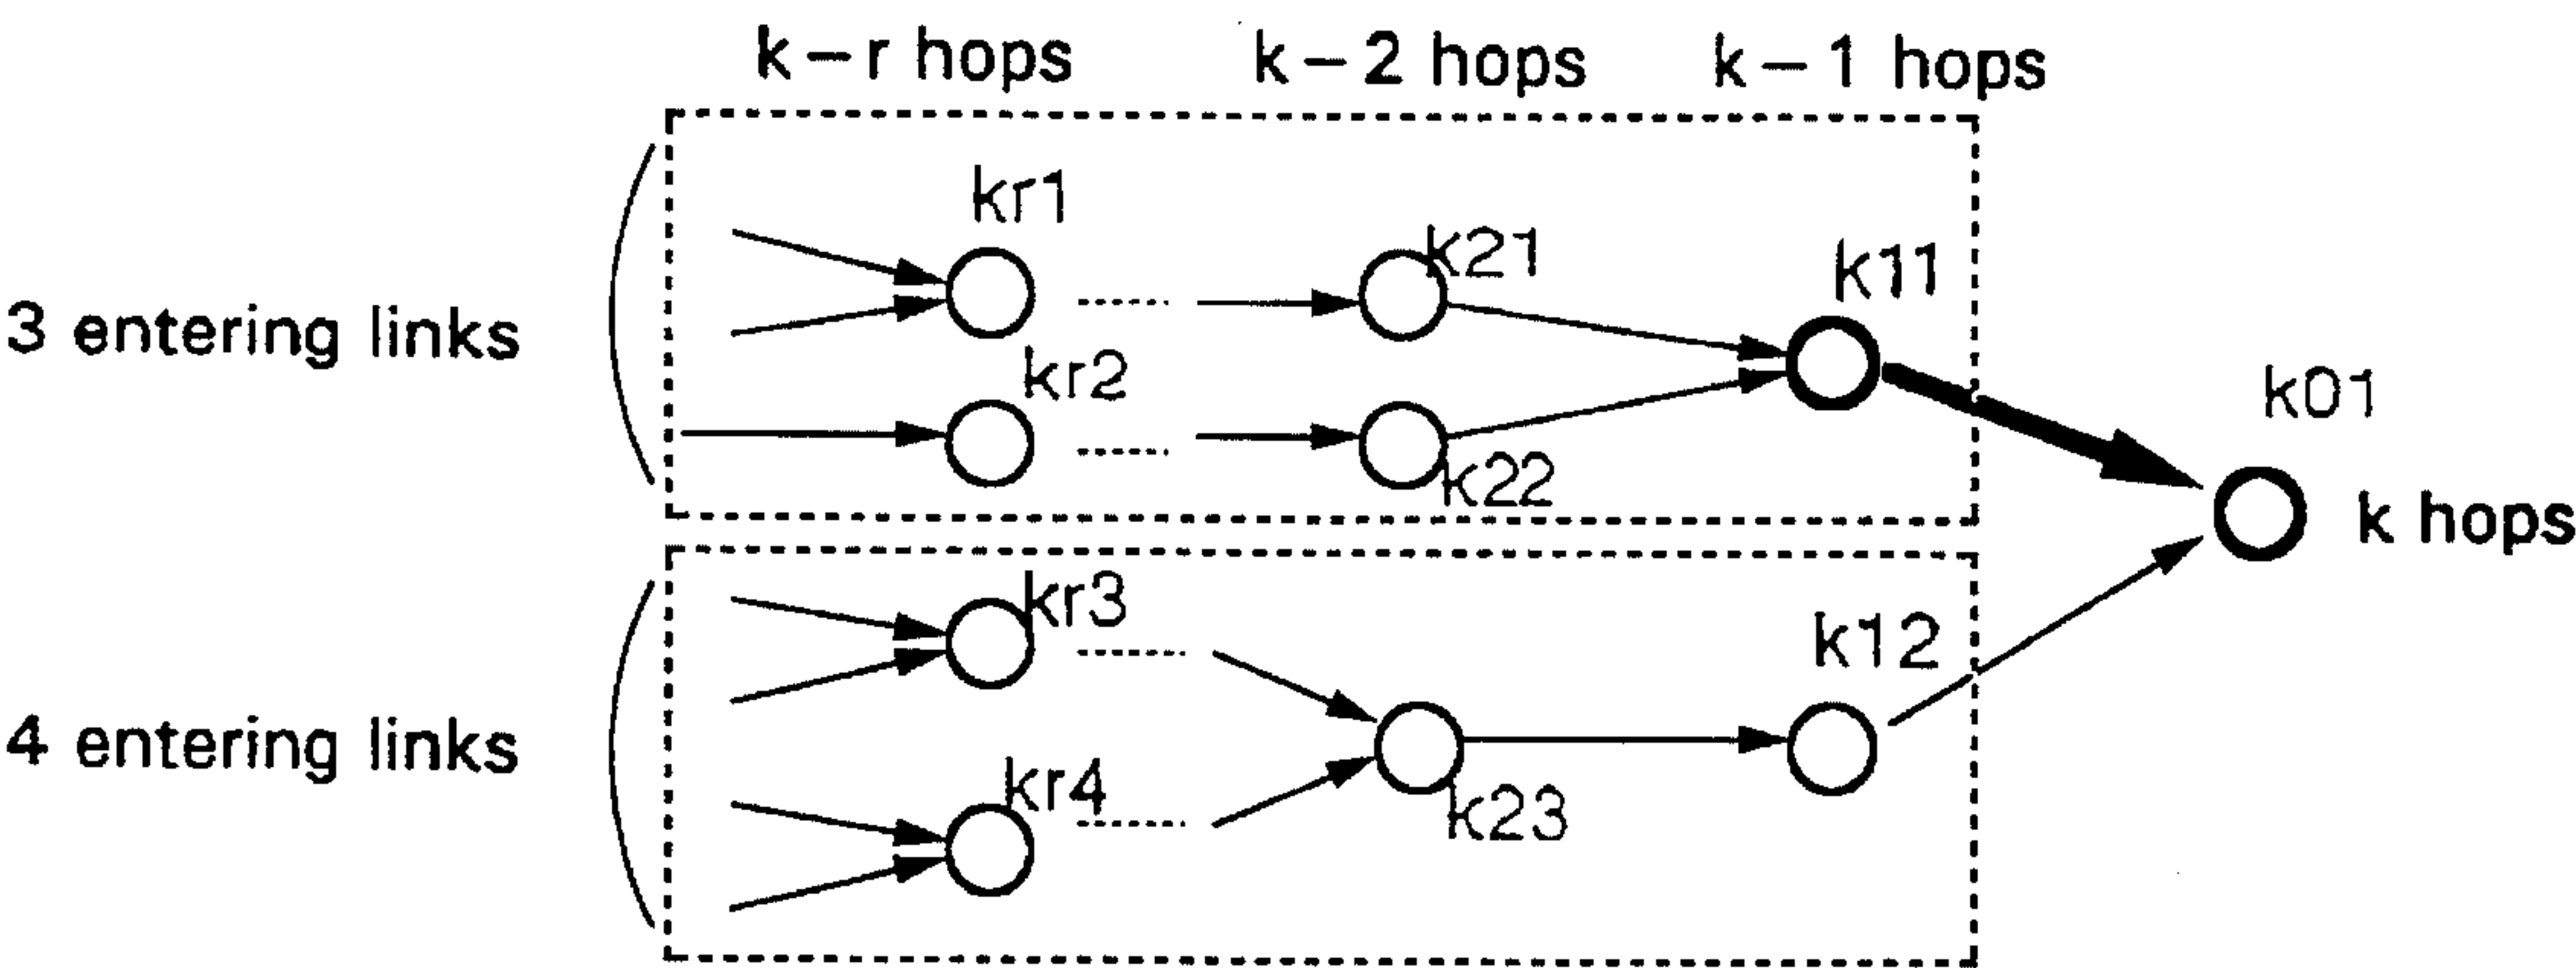 k – r hops k – 2 hops k – 1 hops
kr1
k21
k11
3 entering links
kr2
k01
k22
k hops
kr3
k12
4 entering links
kr4
k23